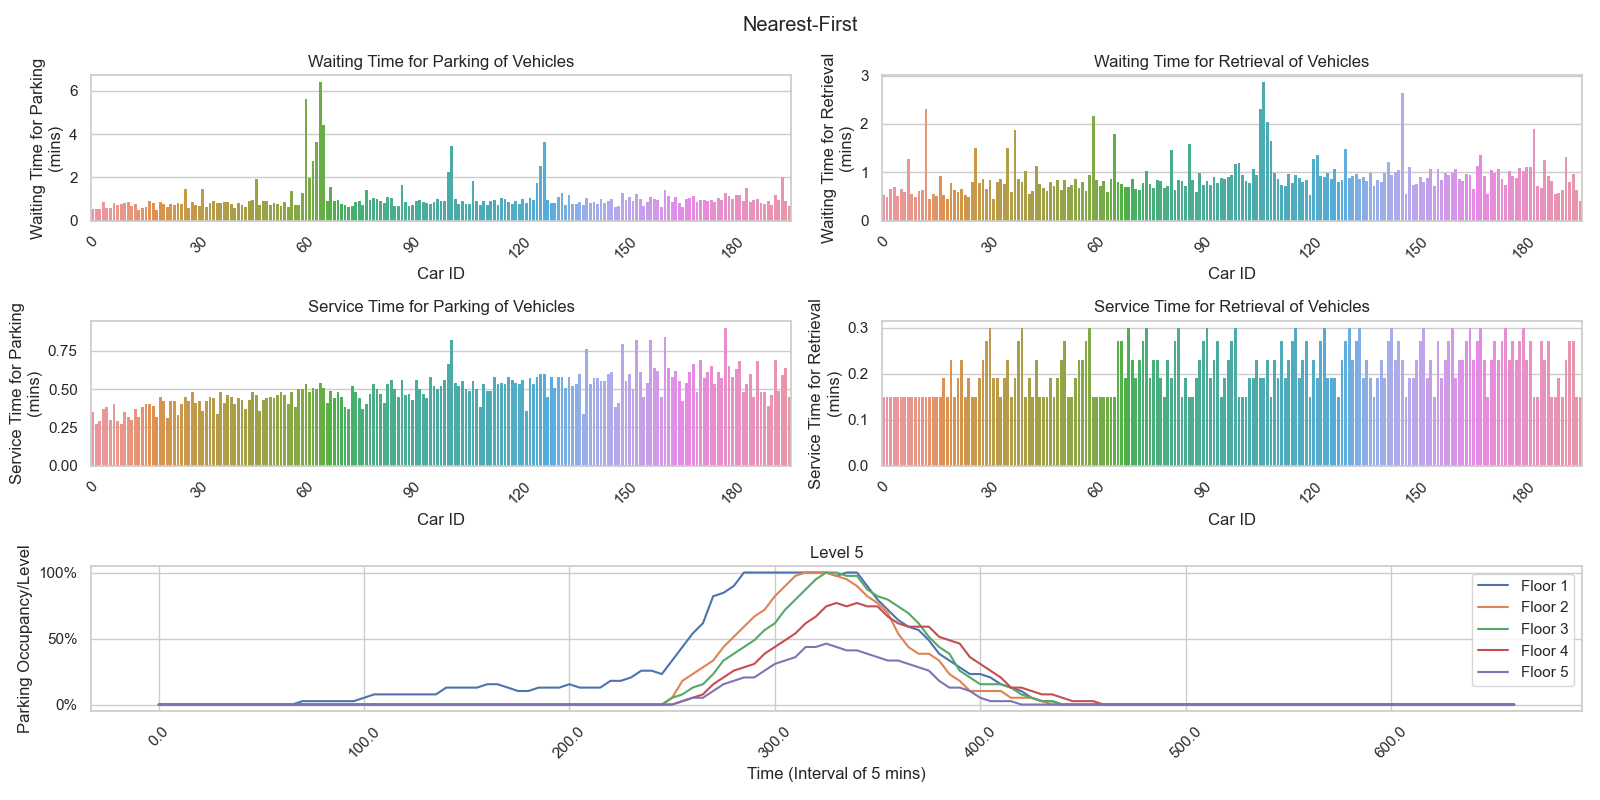 Nearest-First
Waiting Time for Parking of Vehicles
Waiting Time for Parking
(mins)
6
4
2
0
0
30
60
90
120
150
180
Car ID
Waiting Time for Retrieval of Vehicles
Waiting Time for Retrieval
(mins)
3
2
1
0
0
30
60
90
120
150
180
Car ID
Service Time for Parking of Vehicles
Service Time for Parking
(mins)
0.75
0.50
0.25
0.00
0
30
60
90
120
150
180
Car ID
Service Time for Retrieval of Vehicles
Service Time for Retrieval
(mins)
0.3
0.2
0.1
0.0
0
30
60
90
120
150
180
Car ID
Level 5
Parking Occupancy/Level
100%
50%
0%
0.0
100.0
200.0
300.0
400.0
500.0
600.0
Time (Interval of 5 mins)
Floor 1
Floor 2
Floor 3
Floor 4
Floor 5